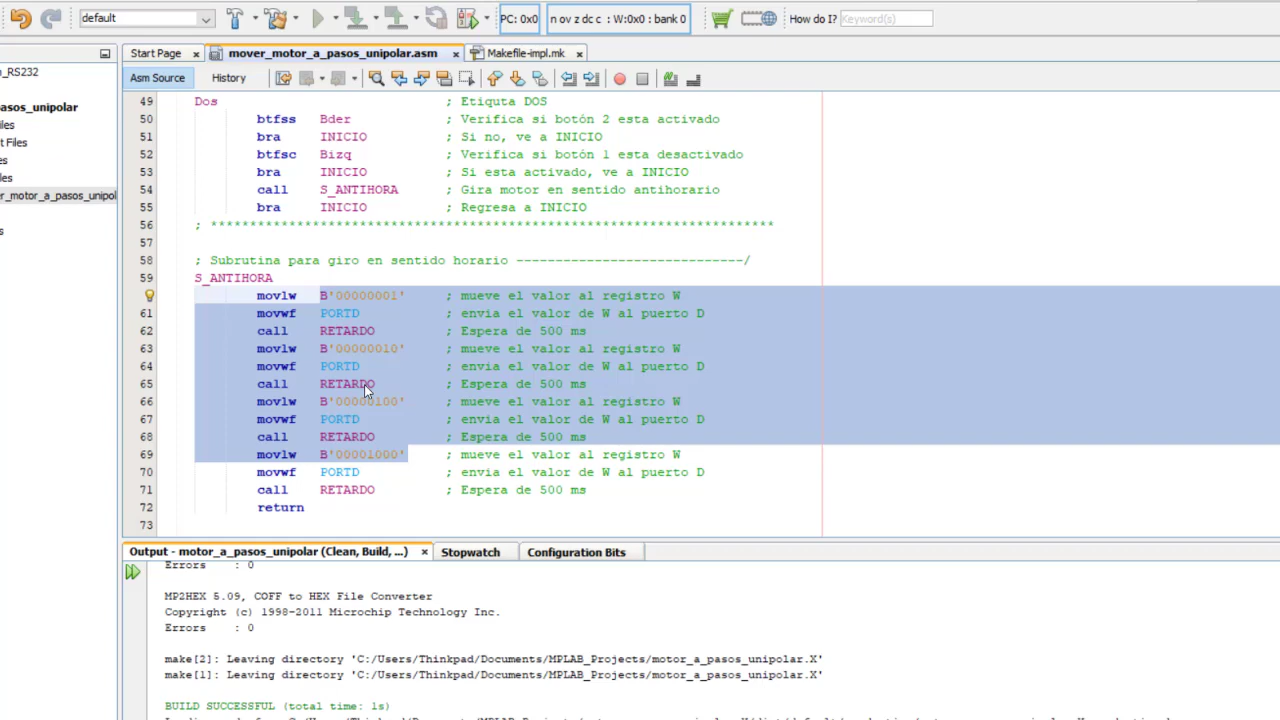 default
PC: 0x0
n ov z dc c : W:0x0 : bank 0
How do I?
Keyword(s)
Start Page
mover_motor_a_pasos_unipolar.asm
Makefile-impl.mk
Asm Source
History
_RS232
pasos_unipolar
iles
t Files
es
les
r_motor_a_pasos_unipol
s
49 Dos ; Etiquta DOS
50 btfss Bder ; Verifica si botón 2 esta activado
51 bra INICIO ; Si no, ve a INICIO
52 btfsc Bizq ; Verifica si botón 1 esta desactivado
53 bra INICIO ; Si esta activado, ve a INICIO
54 call S_ANTIHORA ; Gira motor en sentido antihorario
55 bra INICIO ; Regresa a INICIO
56 ; ************************************************************************
57
58 ; Subrutina para giro en sentido horario -----------------------------/
59 S_ANTIHORA
movlw B'00000001' ; mueve el valor al registro W
61 movwf PORTD ; envia el valor de W al puerto D
62 call RETARDO ; Espera de 500 ms
63 movlw B'00000010' ; mueve el valor al registro W
64 movwf PORTD ; envia el valor de W al puerto D
65 call RETARDO ; Espera de 500 ms
66 movlw B'00000100' ; mueve el valor al registro W
67 movwf PORTD ; envia el valor de W al puerto D
68 call RETARDO ; Espera de 500 ms
69 movlw B'00001000' ; mueve el valor al registro W
70 movwf PORTD ; envia el valor de W al puerto D
71 call RETARDO ; Espera de 500 ms
72 return
73
Output - motor_a_pasos_unipolar (Clean, Build, ...)
Stopwatch
Configuration Bits
Errors : 0
MP2HEX 5.09, COFF to HEX File Converter
Copyright (c) 1998-2011 Microchip Technology Inc.
Errors : 0
make[2]: Leaving directory 'C:/Users/Thinkpad/Documents/MPLAB_Projects/motor_a_pasos_unipolar.X'
make[1]: Leaving directory 'C:/Users/Thinkpad/Documents/MPLAB_Projects/motor_a_pasos_unipolar.X'
BUILD SUCCESSFUL (total time: 1s)